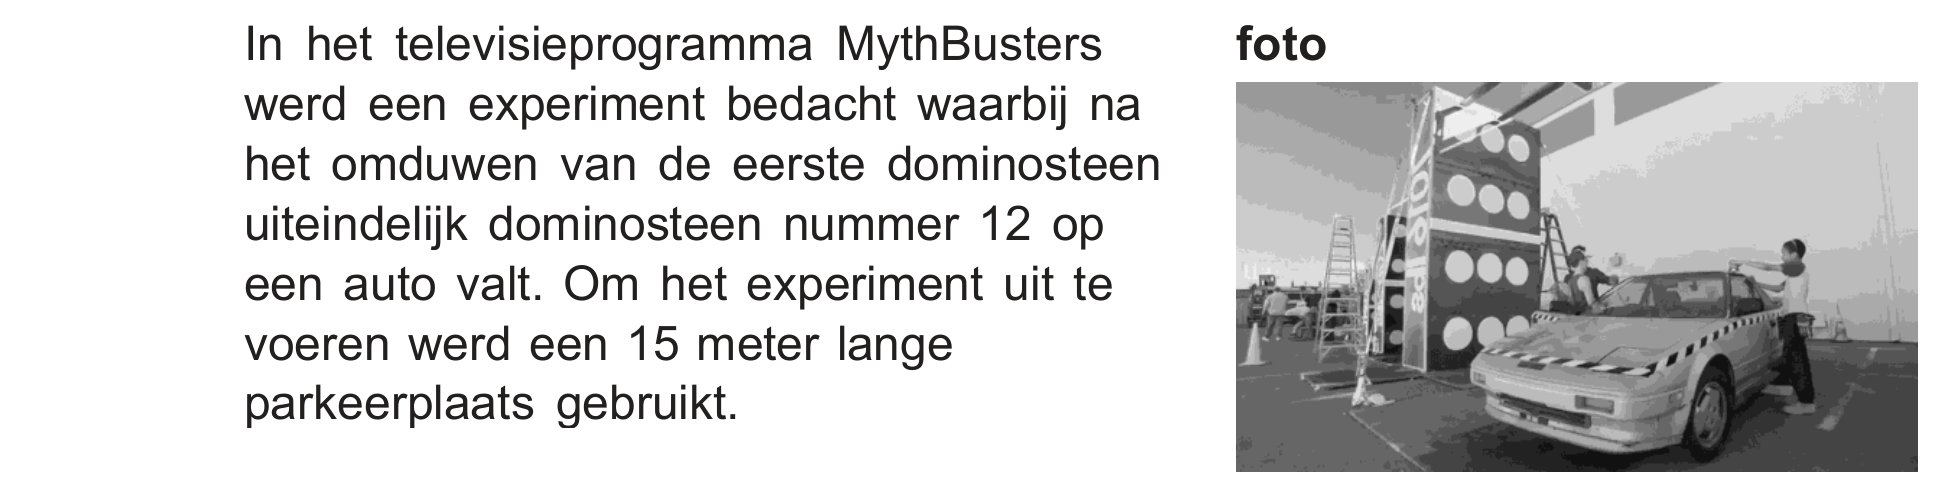 In het televisieprogramma MythBusters
werd een experiment bedacht waarbij na
het omduwen van de eerste dominosteen
uiteindelijk dominosteen nummer 12 op
een auto valt. Om het experiment uit te
voeren werd een 15 meter lange
parkeerplaats gebruikt.
foto